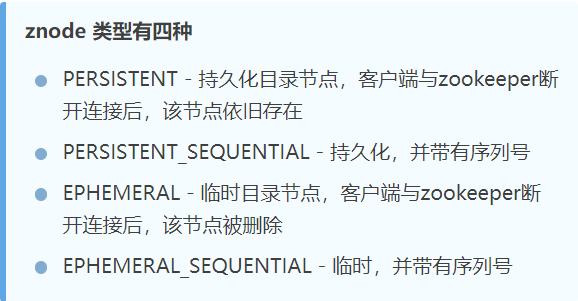 znode 类型有四种
PERSISTENT - 持久化目录节点，客户端与zookeeper断
开连接后，该节点依旧存在
PERSISTENT_SEQUENTIAL - 持久化，并带有序列号
EPHEMERAL - 临时目录节点，客户端与zookeeper断
开连接后，该节点被删除
EPHEMERAL_SEQUENTIAL - 临时，并带有序列号